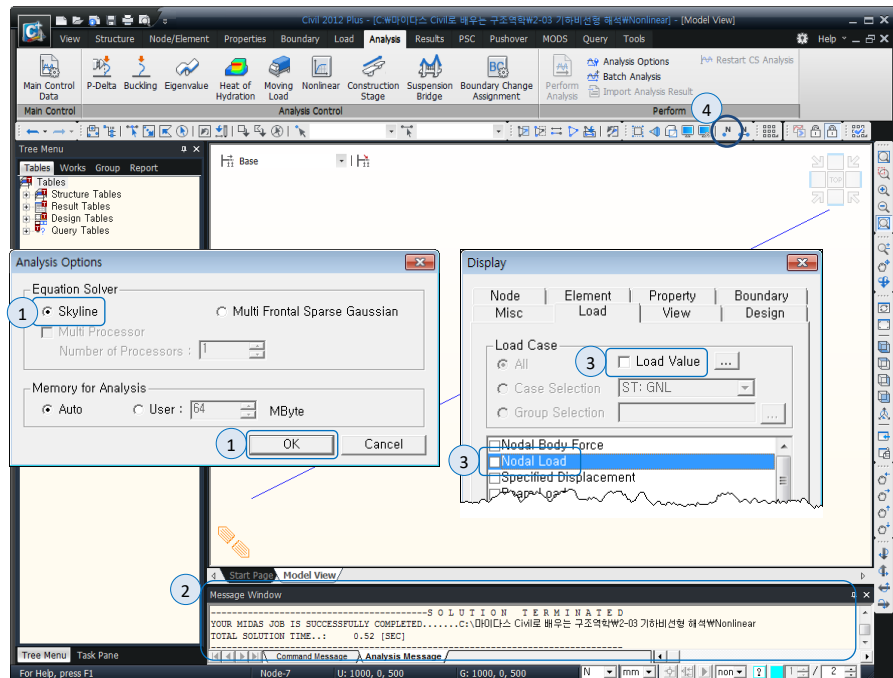 Civil 2012 Plus - [C:₩마이다스 Civil로 배우는 구조역학₩2-03 기하비선형 해석₩Nonlinear] - [Model View]
View Structure Node/Element Properties Boundary Load Analysis Results PSC Pushover MODS Query Tools Help
Main Control Data
P-Delta Buckling Eigenvalue Heat of Hydration Moving Load Nonlinear Construction Stage Suspension Bridge Boundary Change Assignment
Perform Analysis
Analysis Options
Batch Analysis
Import Analysis Result
Restart CS Analysis
Main Control Analysis Control Perform
4
Tree Menu
Tables Works Group Report
Tables
Structure Tables
Result Tables
Design Tables
Query Tables
Base
TOP
Analysis Options
Equation Solver
1
Skyline
Multi Frontal Sparse Gaussian
Multi Processor
Number of Processors : 1
Memory for Analysis
Auto User : 64 MByte
1
OK Cancel
Display
Node Element Property Boundary
Misc Load View Design
Load Case
All
3
Load Value ...
Case Selection ST: GNL
Group Selection ...
Nodal Body Force
3
Nodal Load
Specified Displacement
Start Page Model View
2
Message Window
S O L U T I O N T E R M I N A T E D
YOUR MIDAS JOB IS SUCCESSFULLY COMPLETED.......C:\마이다스 Civil로 배우는 구조역학₩2-03 기하비선형 해석₩Nonlinear
TOTAL SOLUTION TIME..: 0.52 [SEC]
Command Message Analysis Message
Tree Menu Task Pane
For Help, press F1 Node-7 U: 1000, 0, 500 G: 1000, 0, 500 N mm non 1 / 2